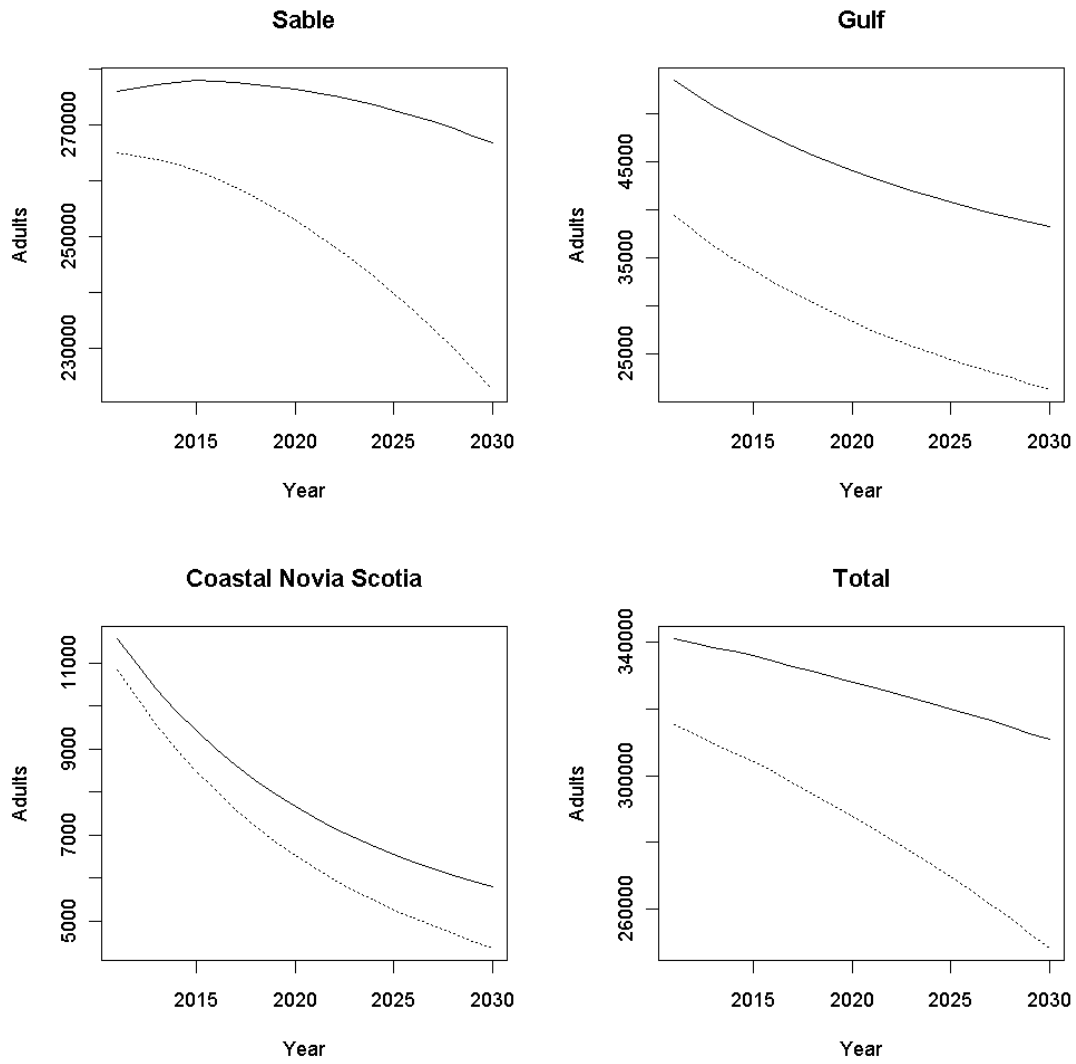 Sable
Adults
270000
250000
230000
2015 2020 2025 2030
Year
Gulf
Adults
45000
35000
25000
2015 2020 2025 2030
Year
Coastal Novia Scotia
Adults
11000
9000
7000
5000
2015 2020 2025 2030
Year
Total
Adults
340000
300000
260000
2015 2020 2025 2030
Year